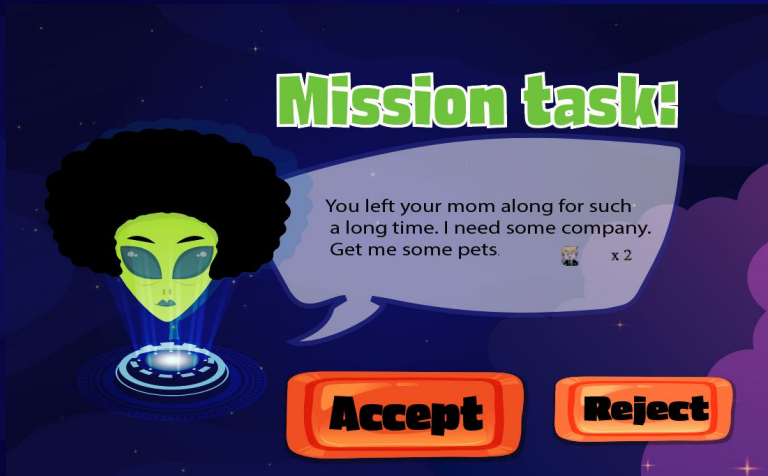 Mission task:
You left your mom along for such
a long time. I need some company.
Get me some pets.
x 2
Accept
Reject